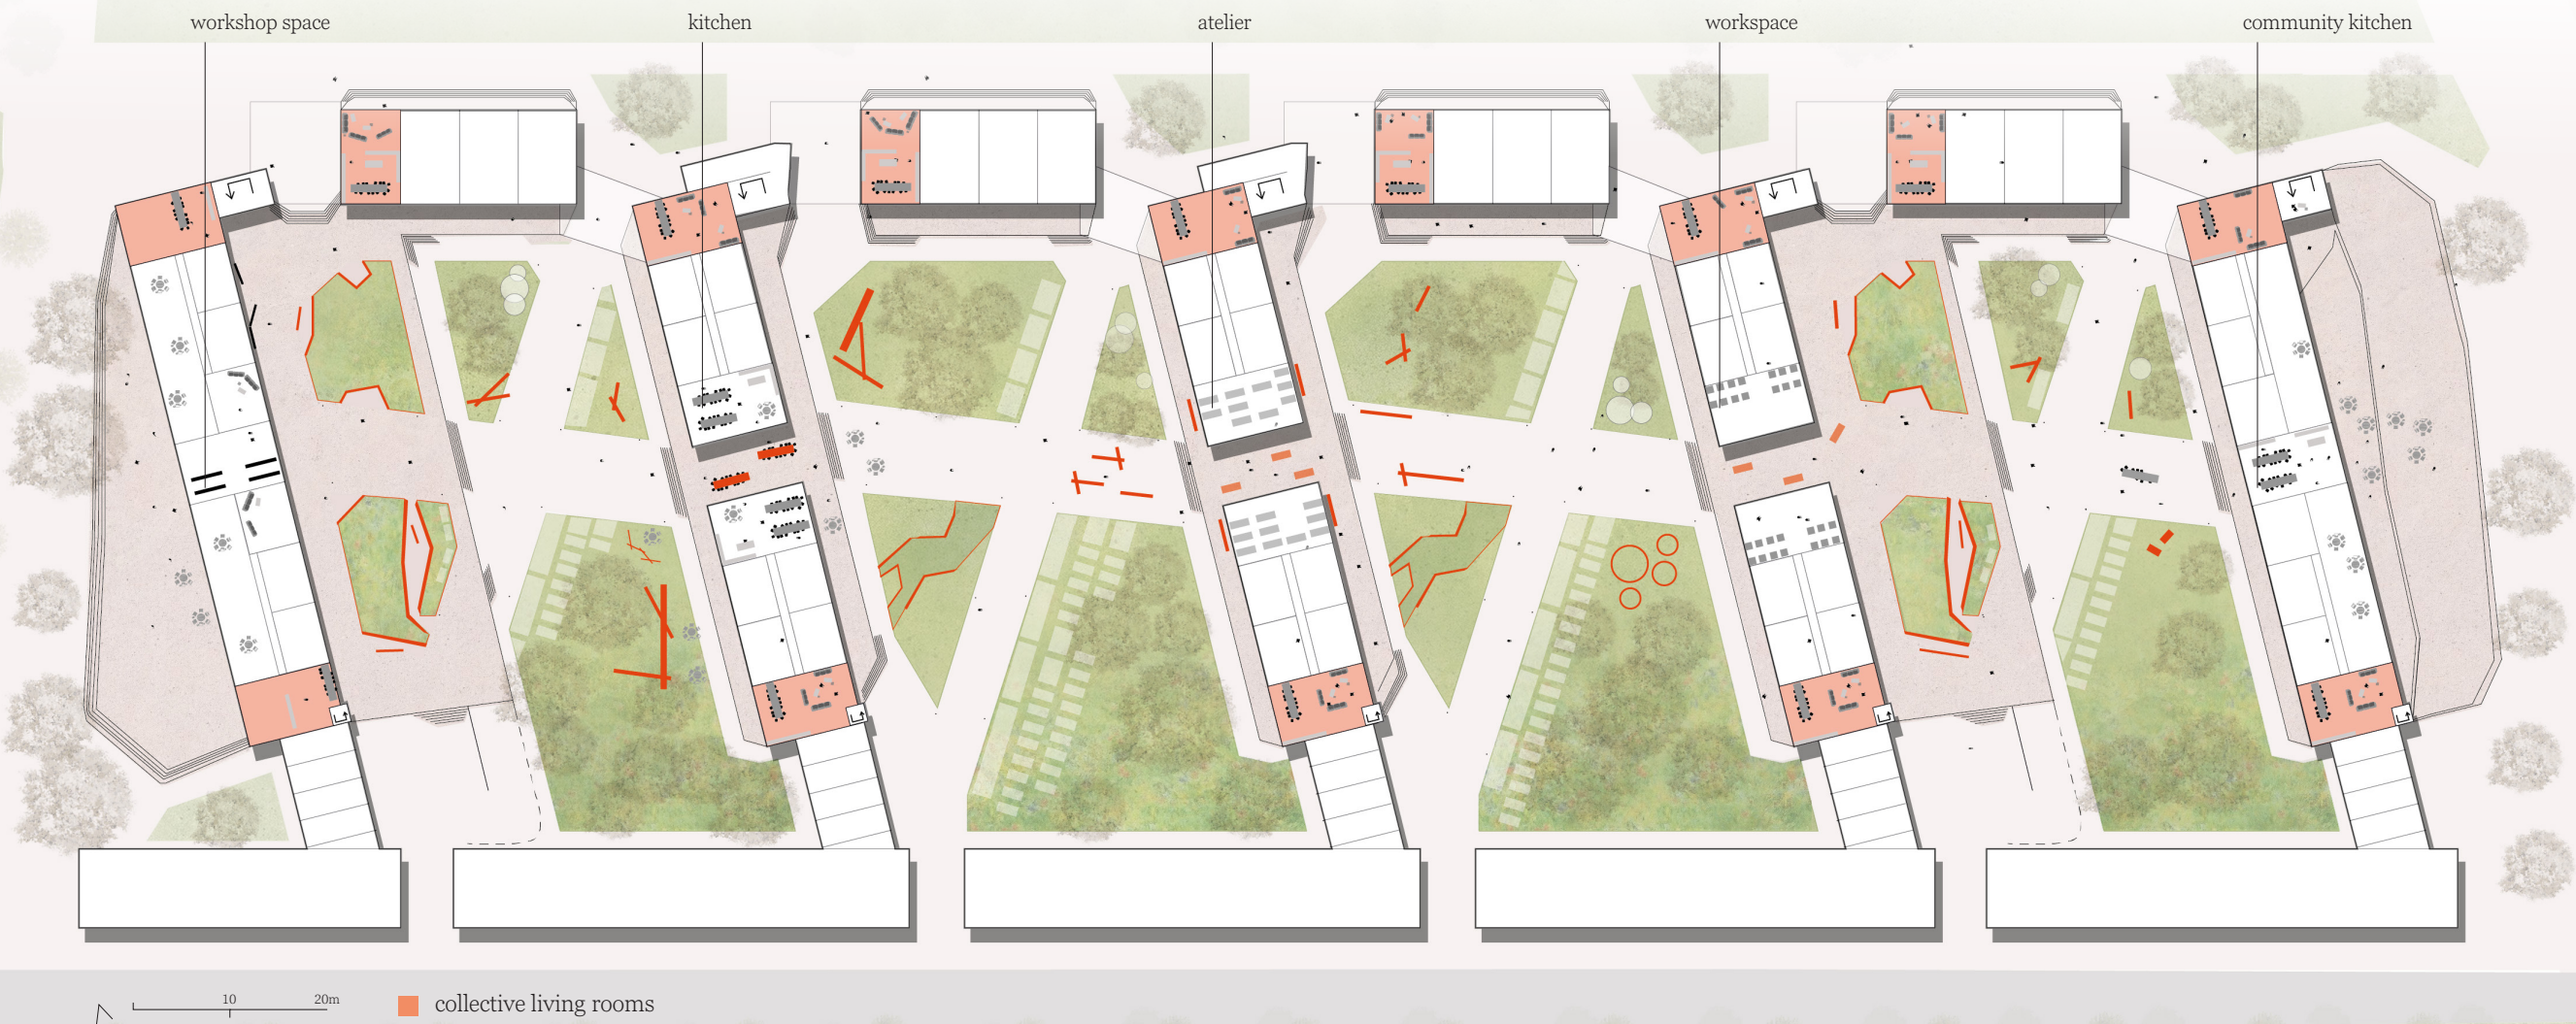 workshop space
kitchen
atelier
workspace
community kitchen
10
20m
collective living rooms